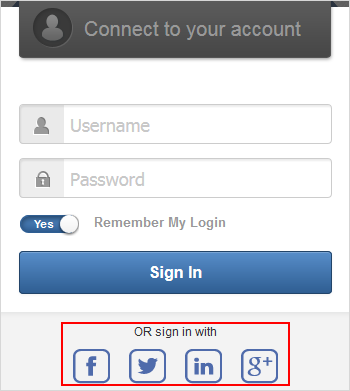 Connect to your account
Username
Password
Yes
Remember My Login
Sign In
OR sign in with
f
in
g+